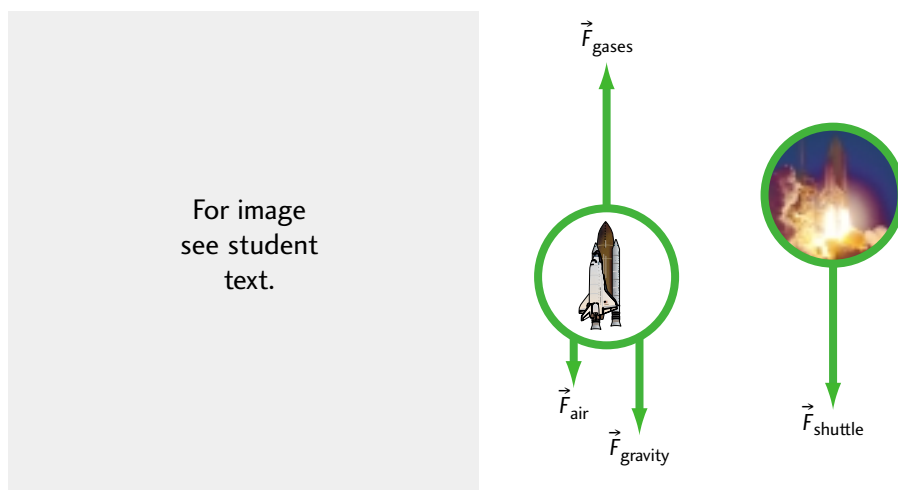 For image
see student
text.
F gases
F air
F gravity
F shuttle